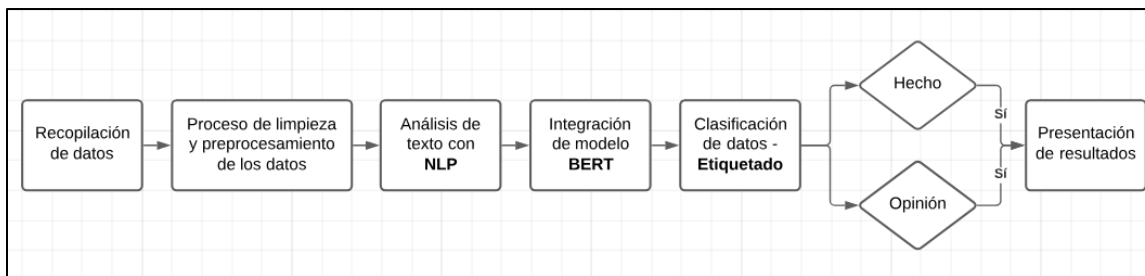 Recopilación
de datos
Proceso de limpieza
y preprocesamiento
de los datos
Análisis de
texto con
NLP
Integración
de modelo
BERT
Clasificación
de datos -
Etiquetado
Hecho
Sí
Opinión
Sí
Presentación
de resultados